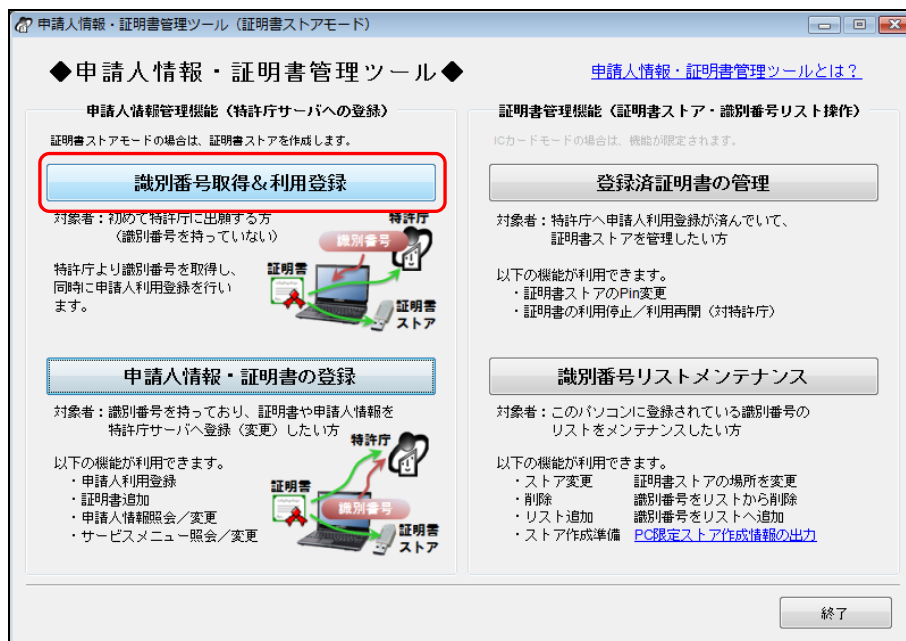 申請人情報・証明書管理ツール（証明書ストアモード）
◆申請人情報・証明書管理ツール◆
申請人情報・証明書管理ツールとは？
申請人情報管理機能（特許庁サーバへの登録）
証明書ストアモードの場合は、証明書ストアを作成します。
識別番号取得&利用登録
対象者：初めて特許庁に出願する方
（識別番号を持っていない）
特許庁より識別番号を取得し、
同時に申請人利用登録を行い
ます。
特許庁
識別番号
証明書
証明書
ストア
申請人情報・証明書の登録
対象者：識別番号を持っており、証明書や申請人情報を
特許庁サーバへ登録（変更）したい方
以下の機能が利用できます。
・申請人利用登録
・証明書追加
・申請人情報照会／変更
・サービスメニュー照会／変更
特許庁
証明書
識別番号
証明書
ストア
証明書管理機能（証明書ストア・識別番号リスト操作）
ICカードモードの場合は、機能が限定されます。
登録済証明書の管理
対象者：特許庁へ申請人利用登録が済んでいて、
証明書ストアを管理したい方
以下の機能が利用できます。
・証明書ストアのPin変更
・証明書の利用停止／利用再開（対特許庁）
識別番号リストメンテナンス
対象者：このパソコンに登録されている識別番号の
リストをメンテナンスしたい方
以下の機能が利用できます。
・ストア変更　証明書ストアの場所を変更
・削除　識別番号をリストから削除
・リスト追加　識別番号をリストへ追加
・ストア作成準備　PC限定ストア作成情報の出力
終了